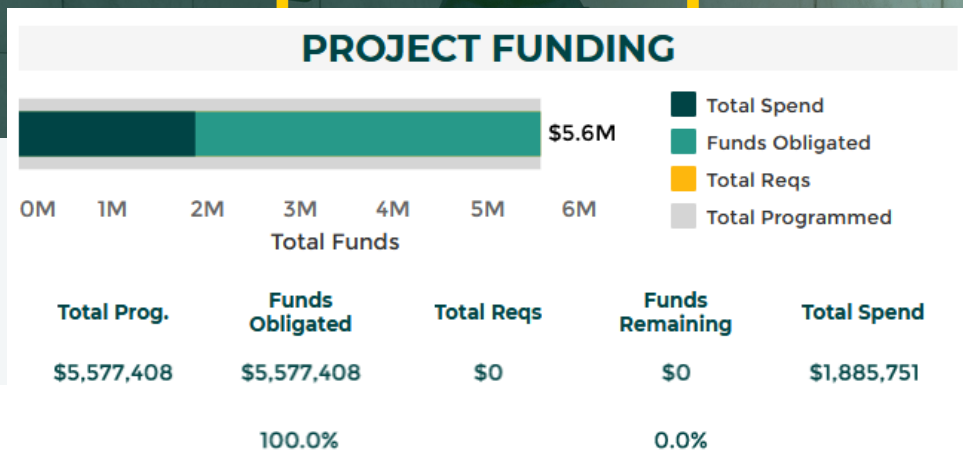 PROJECT FUNDING
$5.6M
Total Spend
Funds Obligated
Total Reqs
Total Programmed
0M 1M 2M 3M 4M 5M 6M
Total Funds
Total Prog.
Funds
Obligated
Total Reqs
Funds
Remaining
Total Spend
$5,577,408 $5,577,408 $0 $0 $1,885,751
100.0% 0.0%